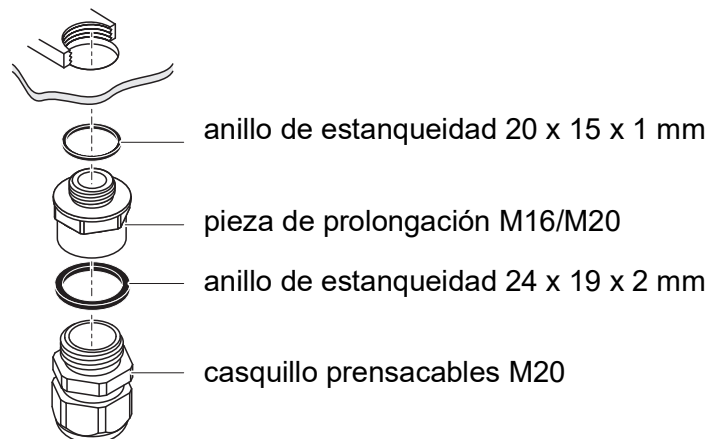 anillo de estanqueidad 20 x 15 x 1 mm
pieza de prolongación M16/M20
anillo de estanqueidad 24 x 19 x 2 mm
casquillo prensacables M20